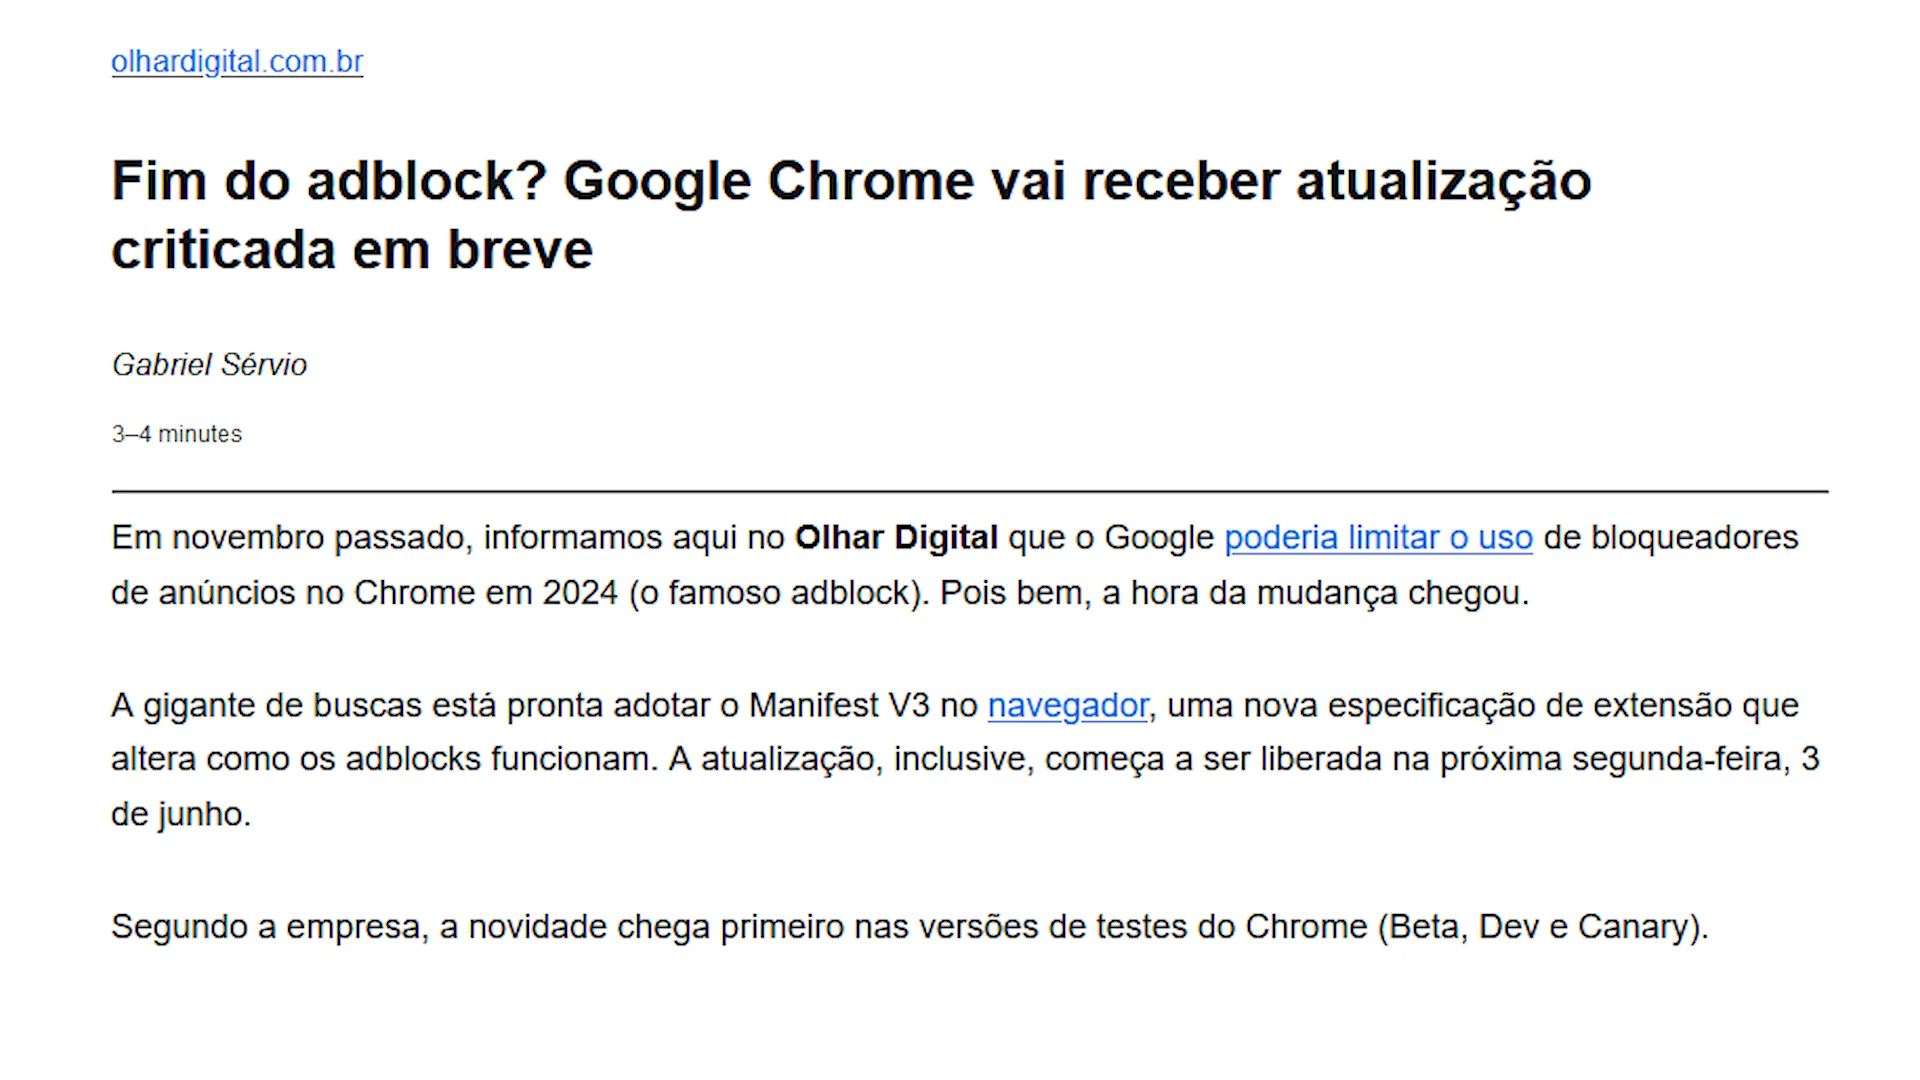 olhardigital.com.br
Fim do adblock? Google Chrome vai receber atualização
criticada em breve
Gabriel Sérvio
3–4 minutes
Em novembro passado, informamos aqui no Olhar Digital que o Google poderia limitar o uso de bloqueadores
de anúncios no Chrome em 2024 (o famoso adblock). Pois bem, a hora da mudança chegou.
A gigante de buscas está pronta adotar o Manifest V3 no navegador, uma nova especificação de extensão que
altera como os adblocks funcionam. A atualização, inclusive, começa a ser liberada na próxima segunda-feira, 3
de junho.
Segundo a empresa, a novidade chega primeiro nas versões de testes do Chrome (Beta, Dev e Canary).